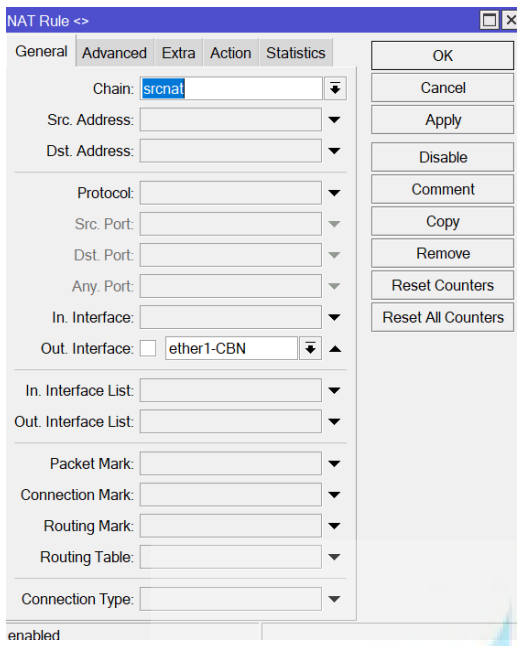 NAT Rule <>
General Advanced Extra Action Statistics
Chain: srcnat
Src. Address:
Dst. Address:
Protocol:
Src. Port:
Dst. Port:
Any. Port:
In. Interface:
Out. Interface: ether1-CBN
In. Interface List:
Out. Interface List:
Packet Mark:
Connection Mark:
Routing Mark:
Routing Table:
Connection Type:
enabled
OK
Cancel
Apply
Disable
Comment
Copy
Remove
Reset Counters
Reset All Counters